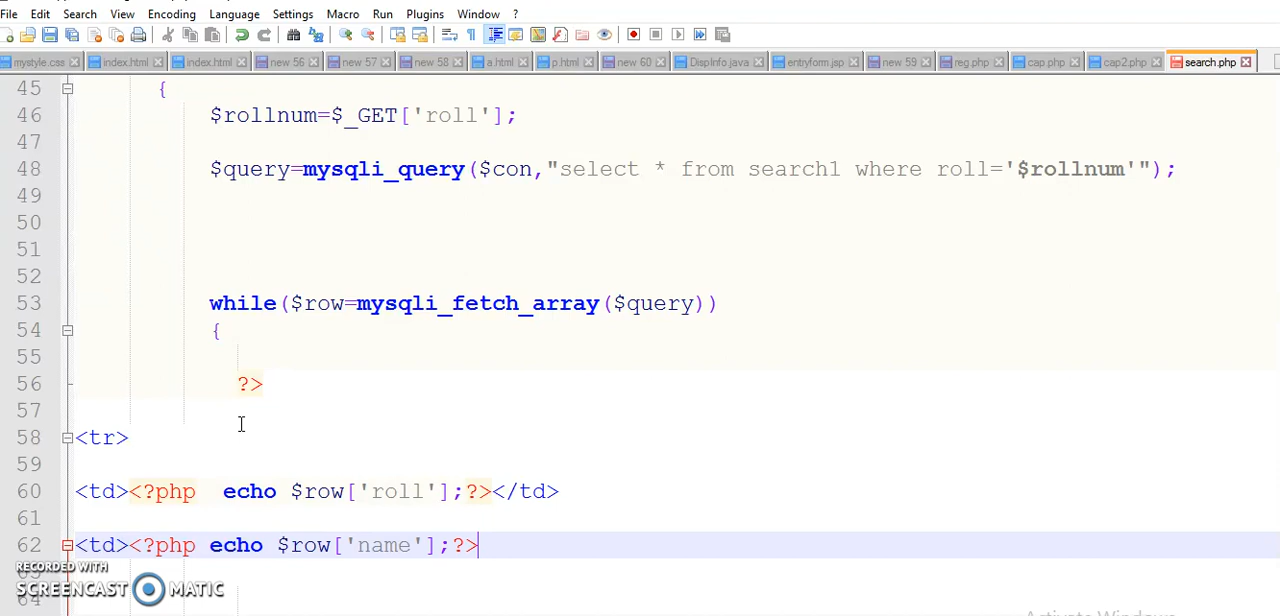 File Edit Search View Encoding Language Settings Macro Run Plugins Window ?
mystyle.css index.html index.html new 56 new 57 new 58 a.html p.html new 60 DispInfo.java entryform.jsp new 59 reg.php cap.php cap2.php search.php
45 {
46 $rollnum=$_GET['roll'];
47
48 $query=mysqli_query($con,"select * from search1 where roll='$rollnum'");
49
50
51
52
53 while($row=mysqli_fetch_array($query))
54 {
55
56 ?>
57
58 <tr>
59
60 <td><?php  echo $row['roll'];?></td>
61
62 <td><?php echo $row['name'];?>
RECORDED WITH
SCREENCAST MATIC
64
Activate Windows